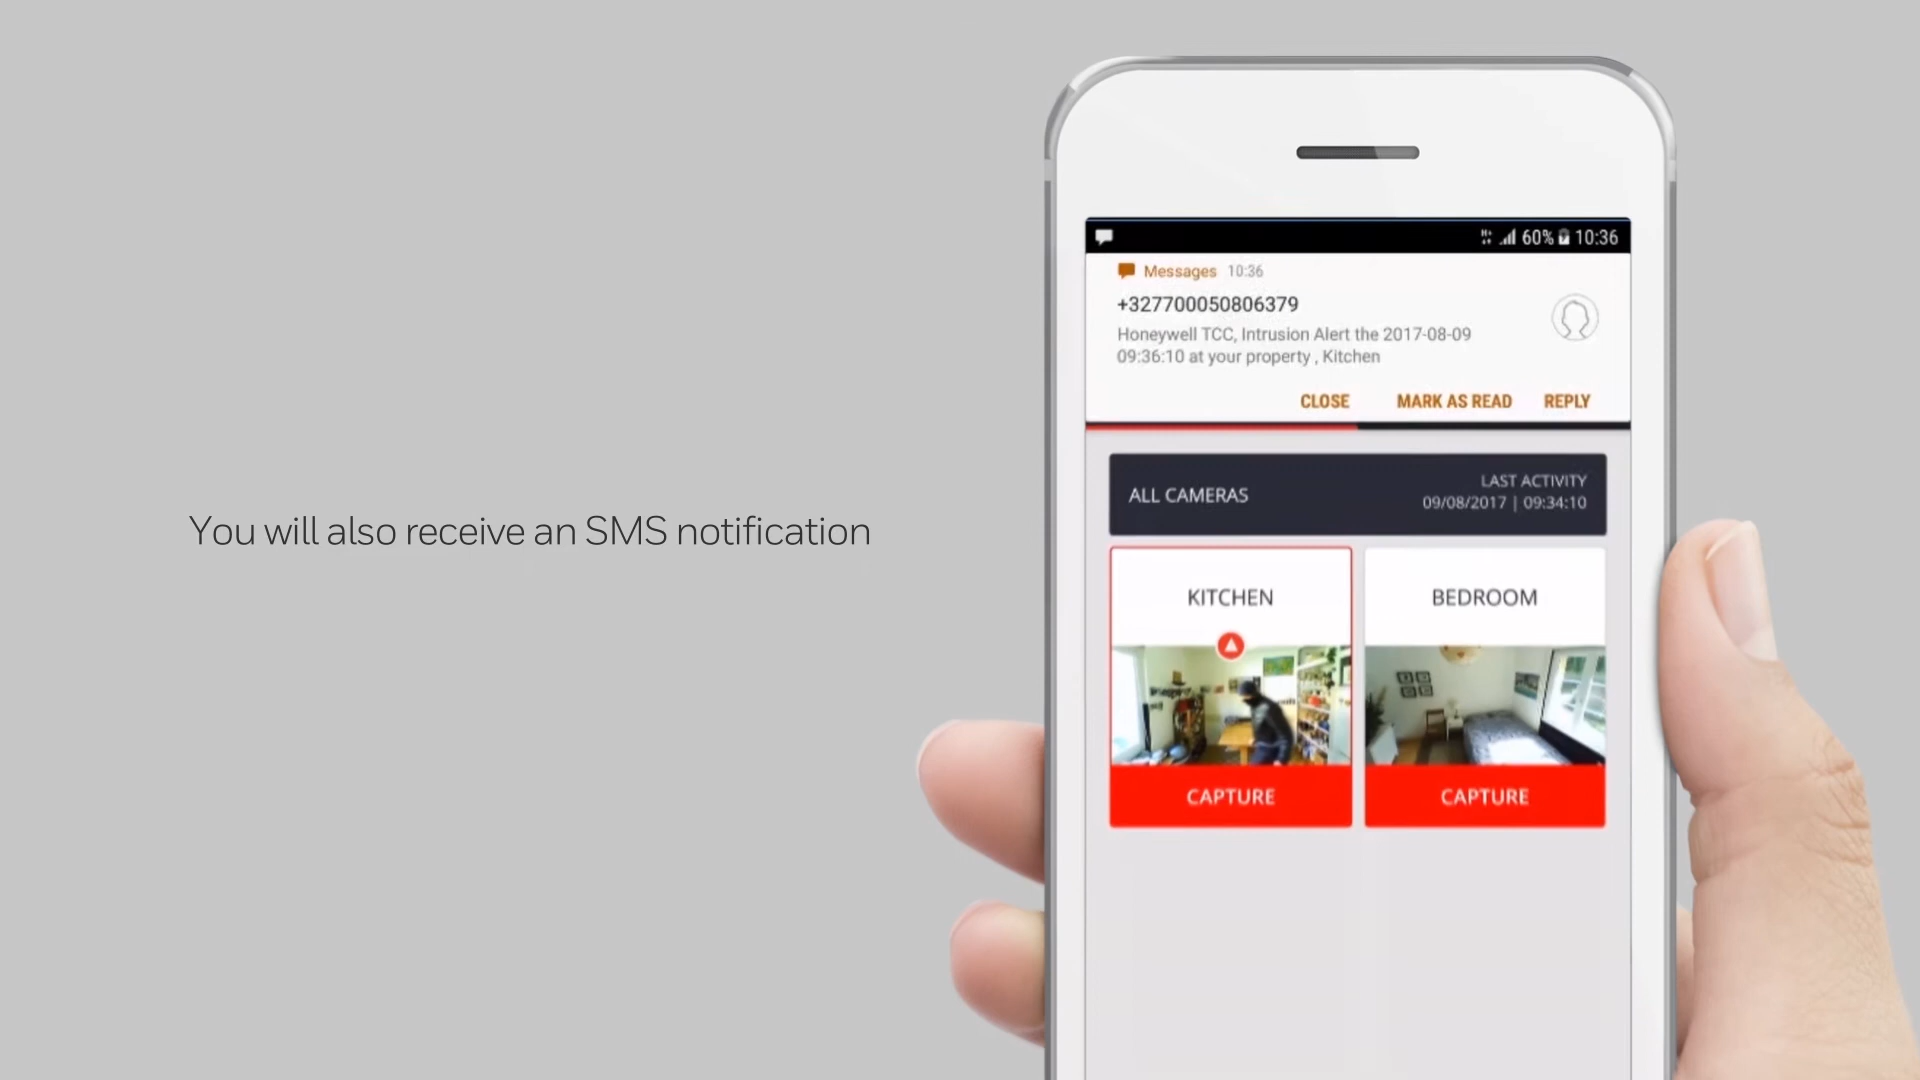 You will also receive an SMS notification
60% 10:36
Messages 10:36
+327700050806379
Honeywell TCC, Intrusion Alert the 2017-08-09
09:36:10 at your property , Kitchen
CLOSE MARK AS READ REPLY
ALL CAMERAS
LAST ACTIVITY
09/08/2017 | 09:34:10
KITCHEN
BEDROOM
CAPTURE
CAPTURE